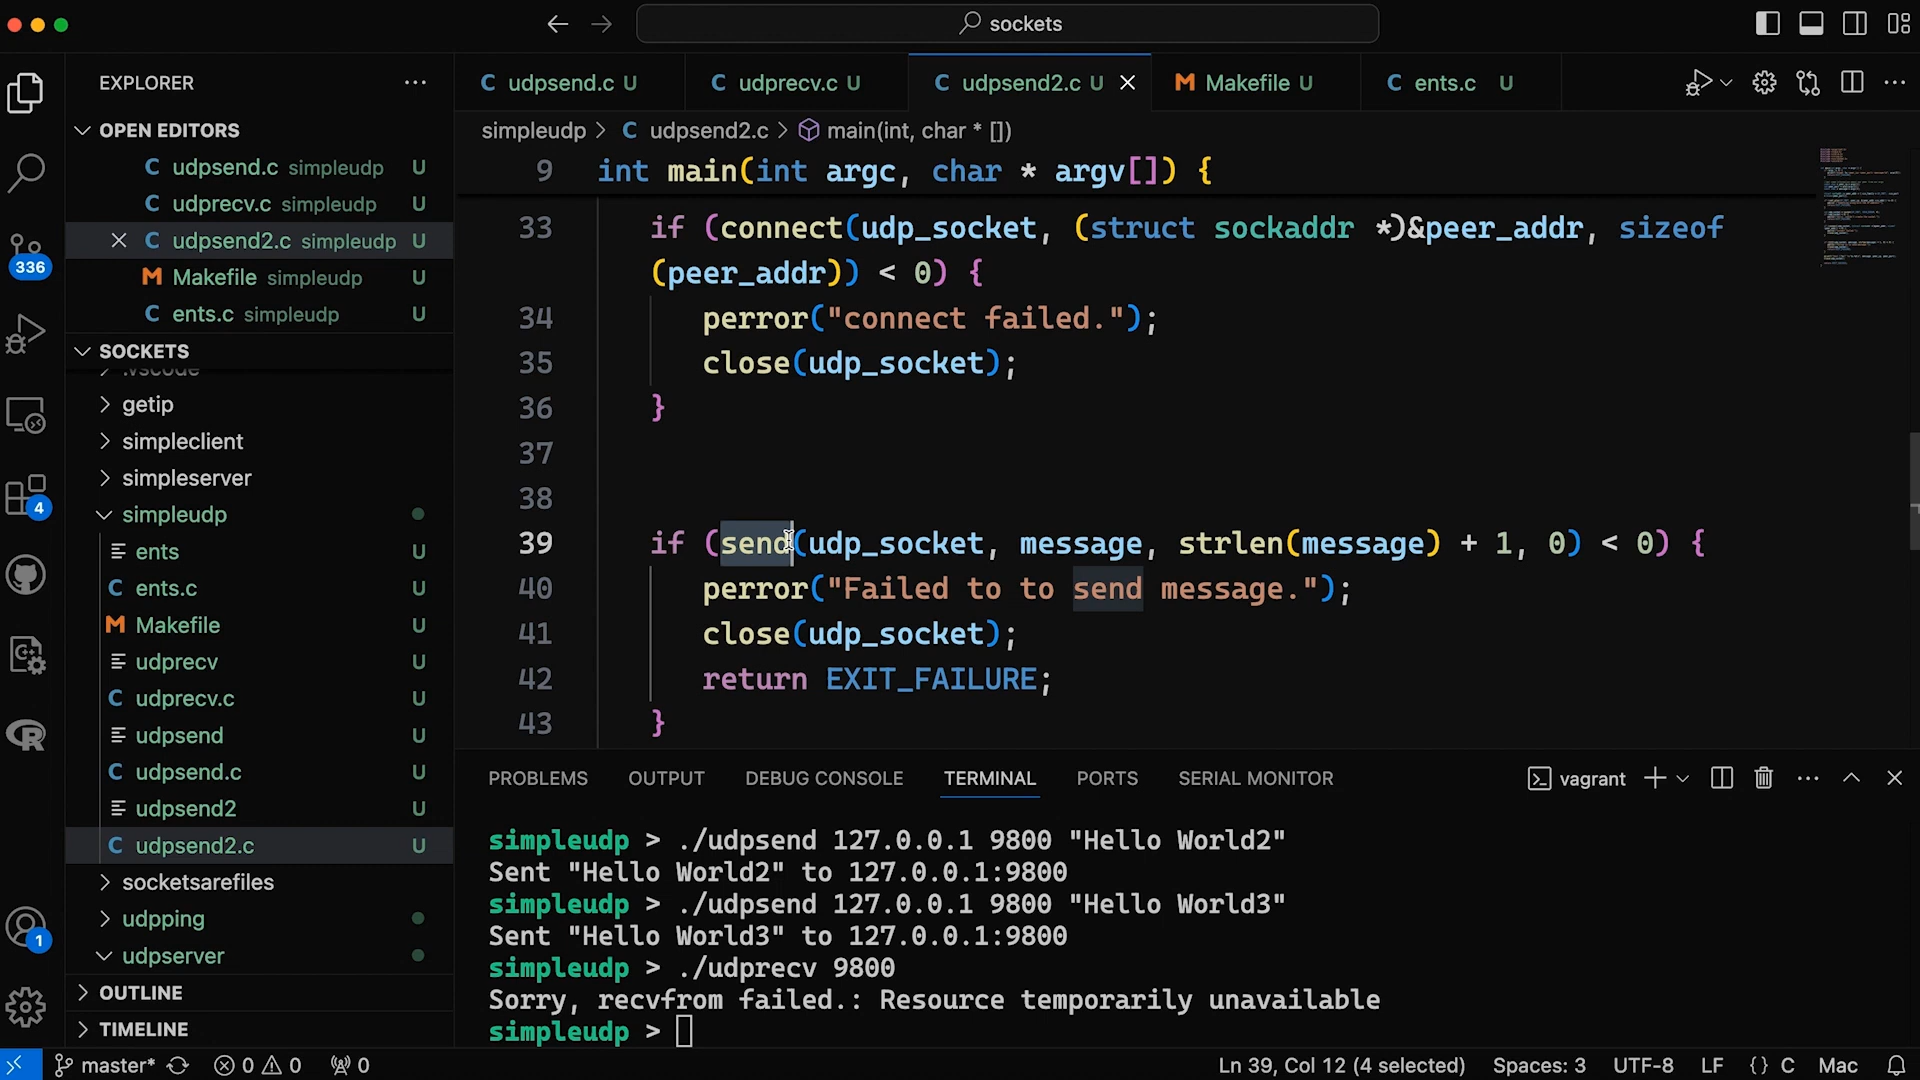 sockets
EXPLORER
OPEN EDITORS
udpsend.c simpleudp U
udprecv.c simpleudp U
udpsend2.c simpleudp U
Makefile simpleudp U
ents.c simpleudp U
SOCKETS
.vscode
getip
simpleclient
simpleserver
simpleudp
ents U
ents.c U
Makefile U
udprecv U
udprecv.c U
udpsend U
udpsend.c U
udpsend2 U
udpsend2.c U
socketsarefiles
udpping
udpserver
OUTLINE
TIMELINE
336
4
1
udpsend.c U udprecv.c U udpsend2.c U Makefile U ents.c U
simpleudp > udpsend2.c > main(int, char * [])
9 int main(int argc, char * argv[]) {
33 if (connect(udp_socket, (struct sockaddr *)&peer_addr, sizeof
(peer_addr)) < 0) {
34 perror("connect failed.");
35 close(udp_socket);
36 }
37
38
39 if (send(udp_socket, message, strlen(message) + 1, 0) < 0) {
40 perror("Failed to to send message.");
41 close(udp_socket);
42 return EXIT_FAILURE;
43 }
PROBLEMS OUTPUT DEBUG CONSOLE TERMINAL PORTS SERIAL MONITOR vagrant
simpleudp > ./udpsend 127.0.0.1 9800 "Hello World2"
Sent "Hello World2" to 127.0.0.1:9800
simpleudp > ./udpsend 127.0.0.1 9800 "Hello World3"
Sent "Hello World3" to 127.0.0.1:9800
simpleudp > ./udprecv 9800
Sorry, recvfrom failed.: Resource temporarily unavailable
simpleudp >
master* 0 0 0 Ln 39, Col 12 (4 selected) Spaces: 3 UTF-8 LF {} C Mac